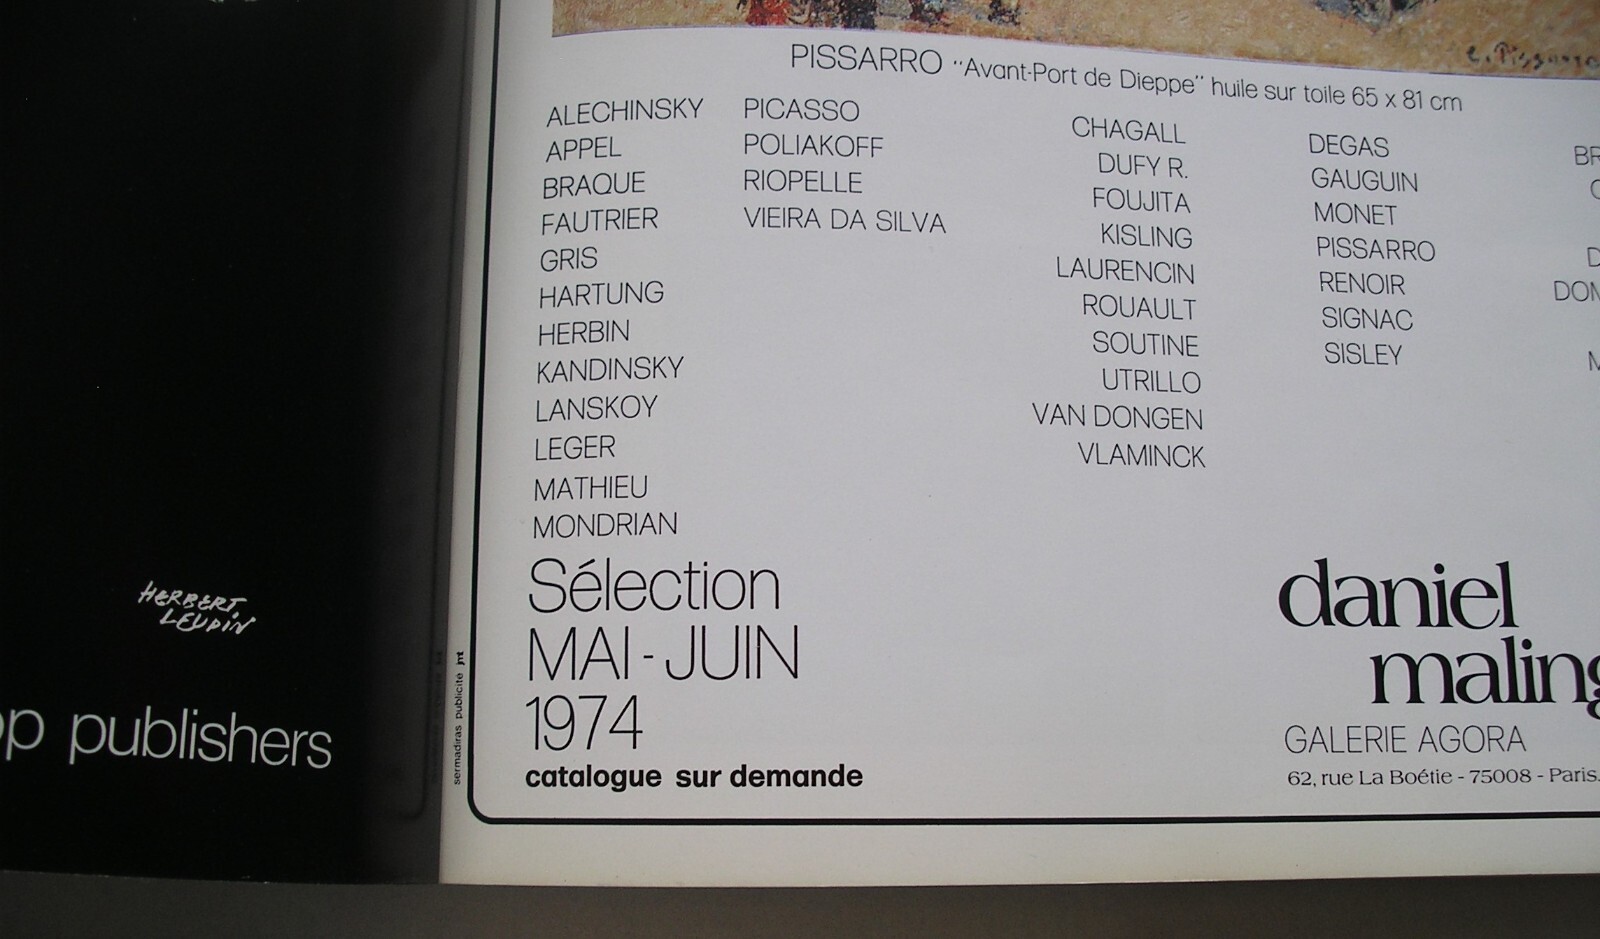 C. Pissarro
PISSARRO "Avant-Port de Dieppe" huile sur toile 65 x 81 cm
ALECHINSKY
APPEL
BRAQUE
FAUTRIER
GRIS
HARTUNG
HERBIN
KANDINSKY
LANSKOY
LEGER
MATHIEU
MONDRIAN
PICASSO
POLIAKOFF
RIOPELLE
VIEIRA DA SILVA
CHAGALL
DUFY R.
FOUJITA
KISLING
LAURENCIN
ROUAULT
SOUTINE
UTRILLO
VAN DONGEN
VLAMINCK
DEGAS
GAUGUIN
MONET
PISSARRO
RENOIR
SIGNAC
SISLEY
Sélection
MAI-JUIN
1974
catalogue sur demande
daniel
maling
GALERIE AGORA
62, rue La Boétie - 75008 - Paris.
sermadiras publicité jmt
HERBERT
LEUPIN
publishers